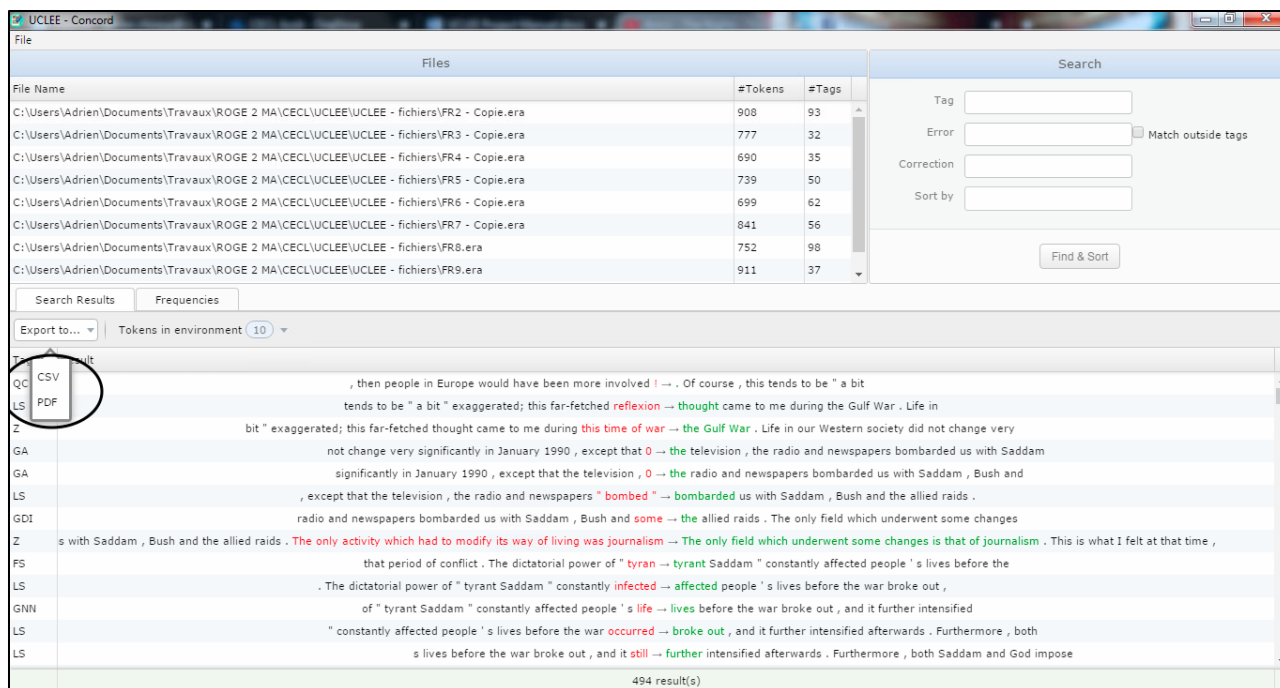 UCLEE - Concord
File
Files
Search
File Name #Tokens #Tags
C:\Users\Adrien\Documents\Travaux\ROGE 2 MA\CECL\UCLEE\UCLEE - fichiers\FR2 - Copie.era 908 93
C:\Users\Adrien\Documents\Travaux\ROGE 2 MA\CECL\UCLEE\UCLEE - fichiers\FR3 - Copie.era 777 32
C:\Users\Adrien\Documents\Travaux\ROGE 2 MA\CECL\UCLEE\UCLEE - fichiers\FR4 - Copie.era 690 35
C:\Users\Adrien\Documents\Travaux\ROGE 2 MA\CECL\UCLEE\UCLEE - fichiers\FR5 - Copie.era 739 50
C:\Users\Adrien\Documents\Travaux\ROGE 2 MA\CECL\UCLEE\UCLEE - fichiers\FR6 - Copie.era 699 62
C:\Users\Adrien\Documents\Travaux\ROGE 2 MA\CECL\UCLEE\UCLEE - fichiers\FR7 - Copie.era 841 56
C:\Users\Adrien\Documents\Travaux\ROGE 2 MA\CECL\UCLEE\UCLEE - fichiers\FR8.era 752 98
C:\Users\Adrien\Documents\Travaux\ROGE 2 MA\CECL\UCLEE\UCLEE - fichiers\FR9.era 911 37
Tag
Error Match outside tags
Correction
Sort by
Find & Sort
Search Results Frequencies
Export to... Tokens in environment 10
CSV
PDF
QC , then people in Europe would have been more involved ! → . Of course , this tends to be " a bit
LS tends to be " a bit " exaggerated; this far-fetched reflexion → thought came to me during the Gulf War . Life in
Z bit " exaggerated; this far-fetched thought came to me during this time of war → the Gulf War . Life in our Western society did not change very
GA not change very significantly in January 1990 , except that 0 → the television , the radio and newspapers bombarded us with Saddam
GA significantly in January 1990 , except that the television , 0 → the radio and newspapers bombarded us with Saddam , Bush and
LS , except that the television , the radio and newspapers " bombed " → bombarded us with Saddam , Bush and the allied raids .
GDI radio and newspapers bombarded us with Saddam , Bush and some → the allied raids . The only field which underwent some changes
Z s with Saddam , Bush and the allied raids . The only activity which had to modify its way of living was journalism → The only field which underwent some changes is that of journalism . This is what I felt at that time ,
FS that period of conflict . The dictatorial power of " tyran → tyrant Saddam " constantly affected people ' s lives before the
LS . The dictatorial power of " tyrant Saddam " constantly infected → affected people ' s lives before the war broke out ,
GNN of " tyrant Saddam " constantly affected people ' s life → lives before the war broke out , and it further intensified
LS " constantly affected people ' s lives before the war occurred → broke out , and it further intensified afterwards . Furthermore , both
LS s lives before the war broke out , and it still → further intensified afterwards . Furthermore , both Saddam and God impose
494 result(s)